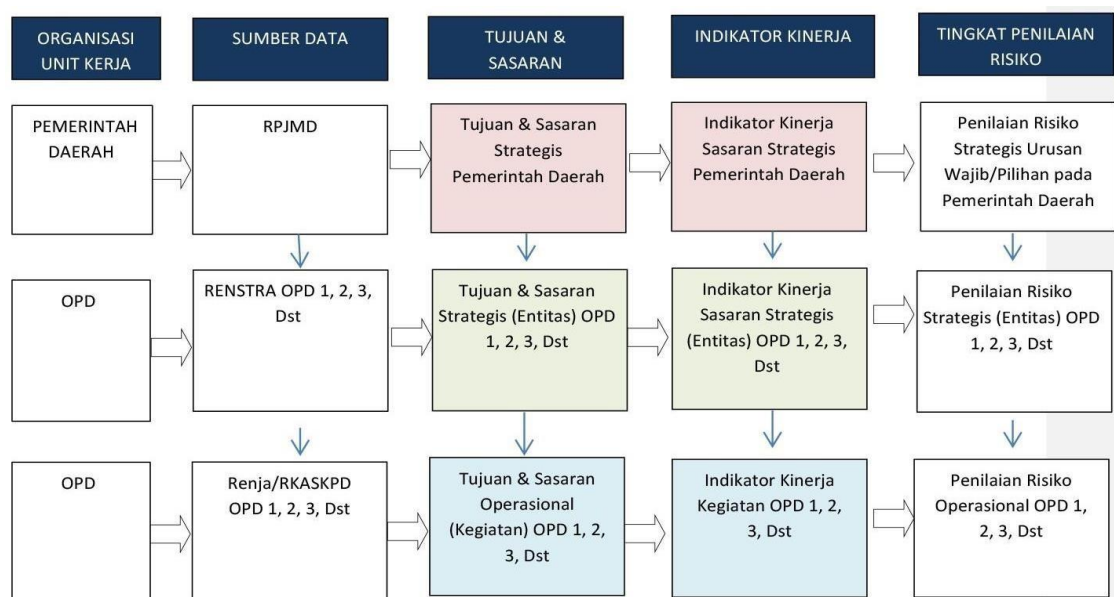 ORGANISASI
UNIT KERJA
SUMBER DATA
TUJUAN &
SASARAN
INDIKATOR KINERJA
TINGKAT PENILAIAN
RISIKO
PEMERINTAH
DAERAH
RPJMD
Tujuan & Sasaran
Strategis
Pemerintah Daerah
Indikator Kinerja
Sasaran Strategis
Pemerintah Daerah
Penilaian Risiko
Strategis Urusan
Wajib/Pilihan pada
Pemerintah Daerah
OPD
RENSTRA OPD 1, 2, 3,
Dst
Tujuan & Sasaran
Strategis (Entitas) OPD
1, 2, 3, Dst
Indikator Kinerja
Sasaran Strategis
(Entitas) OPD 1, 2, 3,
Dst
Penilaian Risiko
Strategis (Entitas) OPD
1, 2, 3, Dst
OPD
Renja/RKASKPD
OPD 1, 2, 3, Dst
Tujuan & Sasaran
Operasional
(Kegiatan) OPD 1, 2,
3, Dst
Indikator Kinerja
Kegiatan OPD 1, 2,
3, Dst
Penilaian Risiko
Operasional OPD 1,
2, 3, Dst